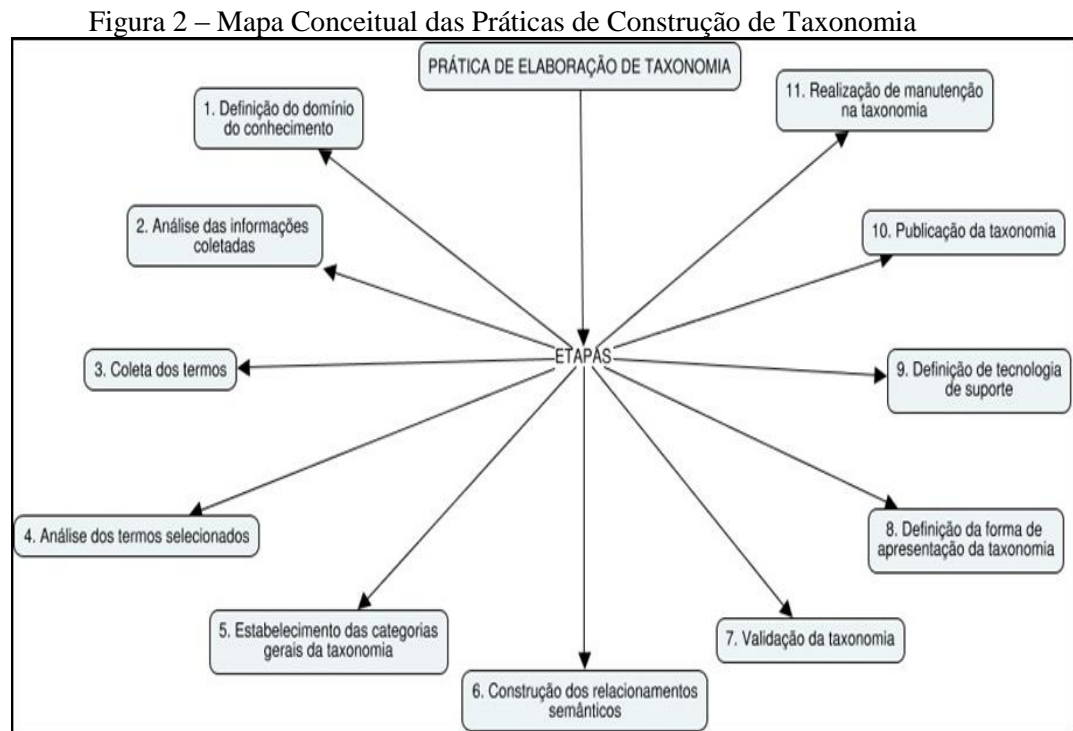 Figura 2 – Mapa Conceitual das Práticas de Construção de Taxonomia
PRÁTICA DE ELABORAÇÃO DE TAXONOMIA
1. Definição do domínio
do conhecimento
2. Análise das informações
coletadas
3. Coleta dos termos
4. Análise dos termos selecionados
5. Estabelecimento das categorias
gerais da taxonomia
6. Construção dos relacionamentos
semânticos
7. Validação da taxonomia
8. Definição da forma de
apresentação da taxonomia
9. Definição de tecnologia
de suporte
10. Publicação da taxonomia
11. Realização de manutenção
na taxonomia
ETAPAS